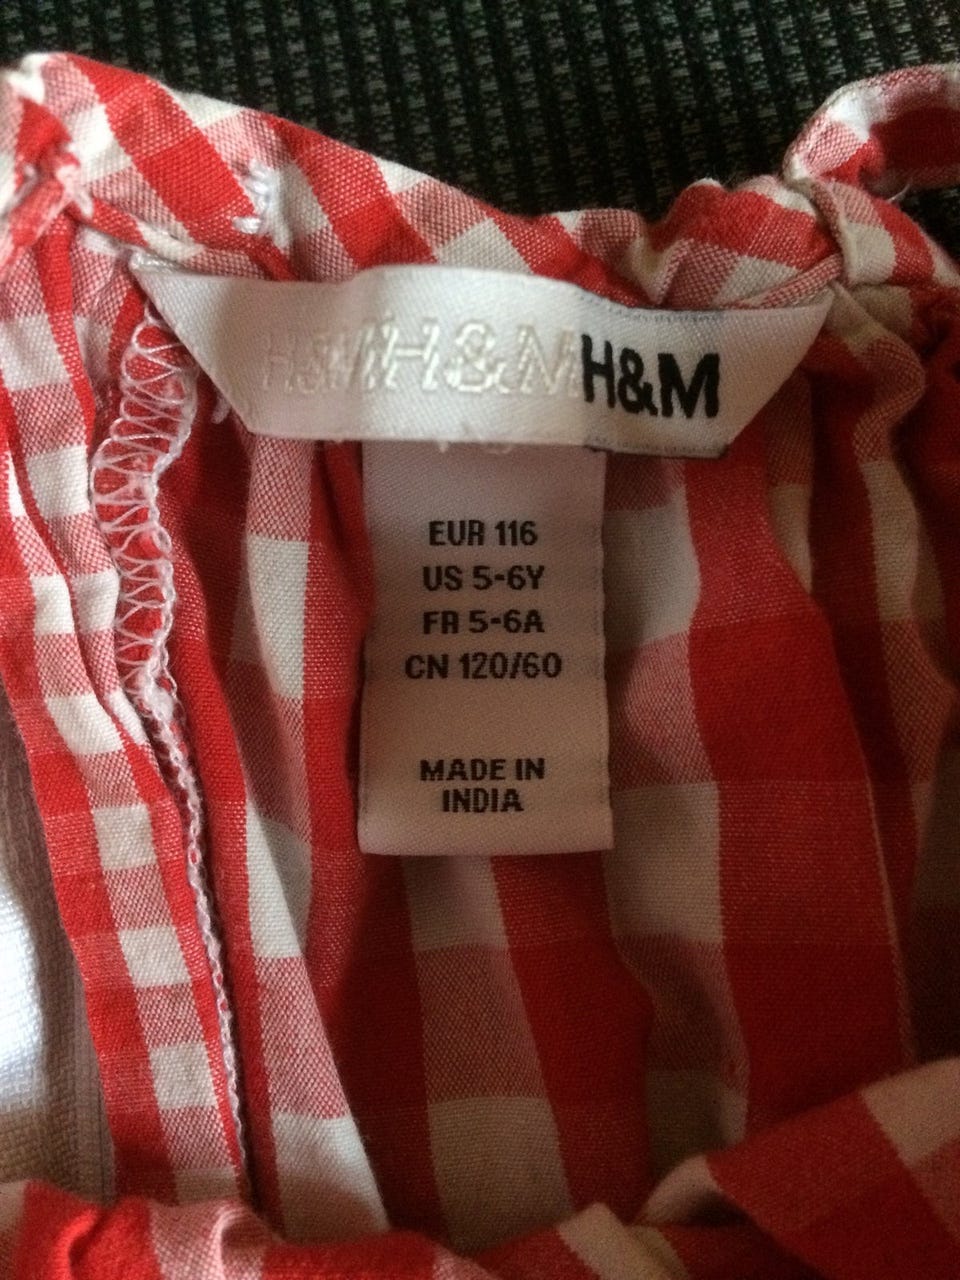 H&M H&M H&M
EUR 116
US 5-6Y
FR 5-6A
CN 120/60
MADE IN
INDIA